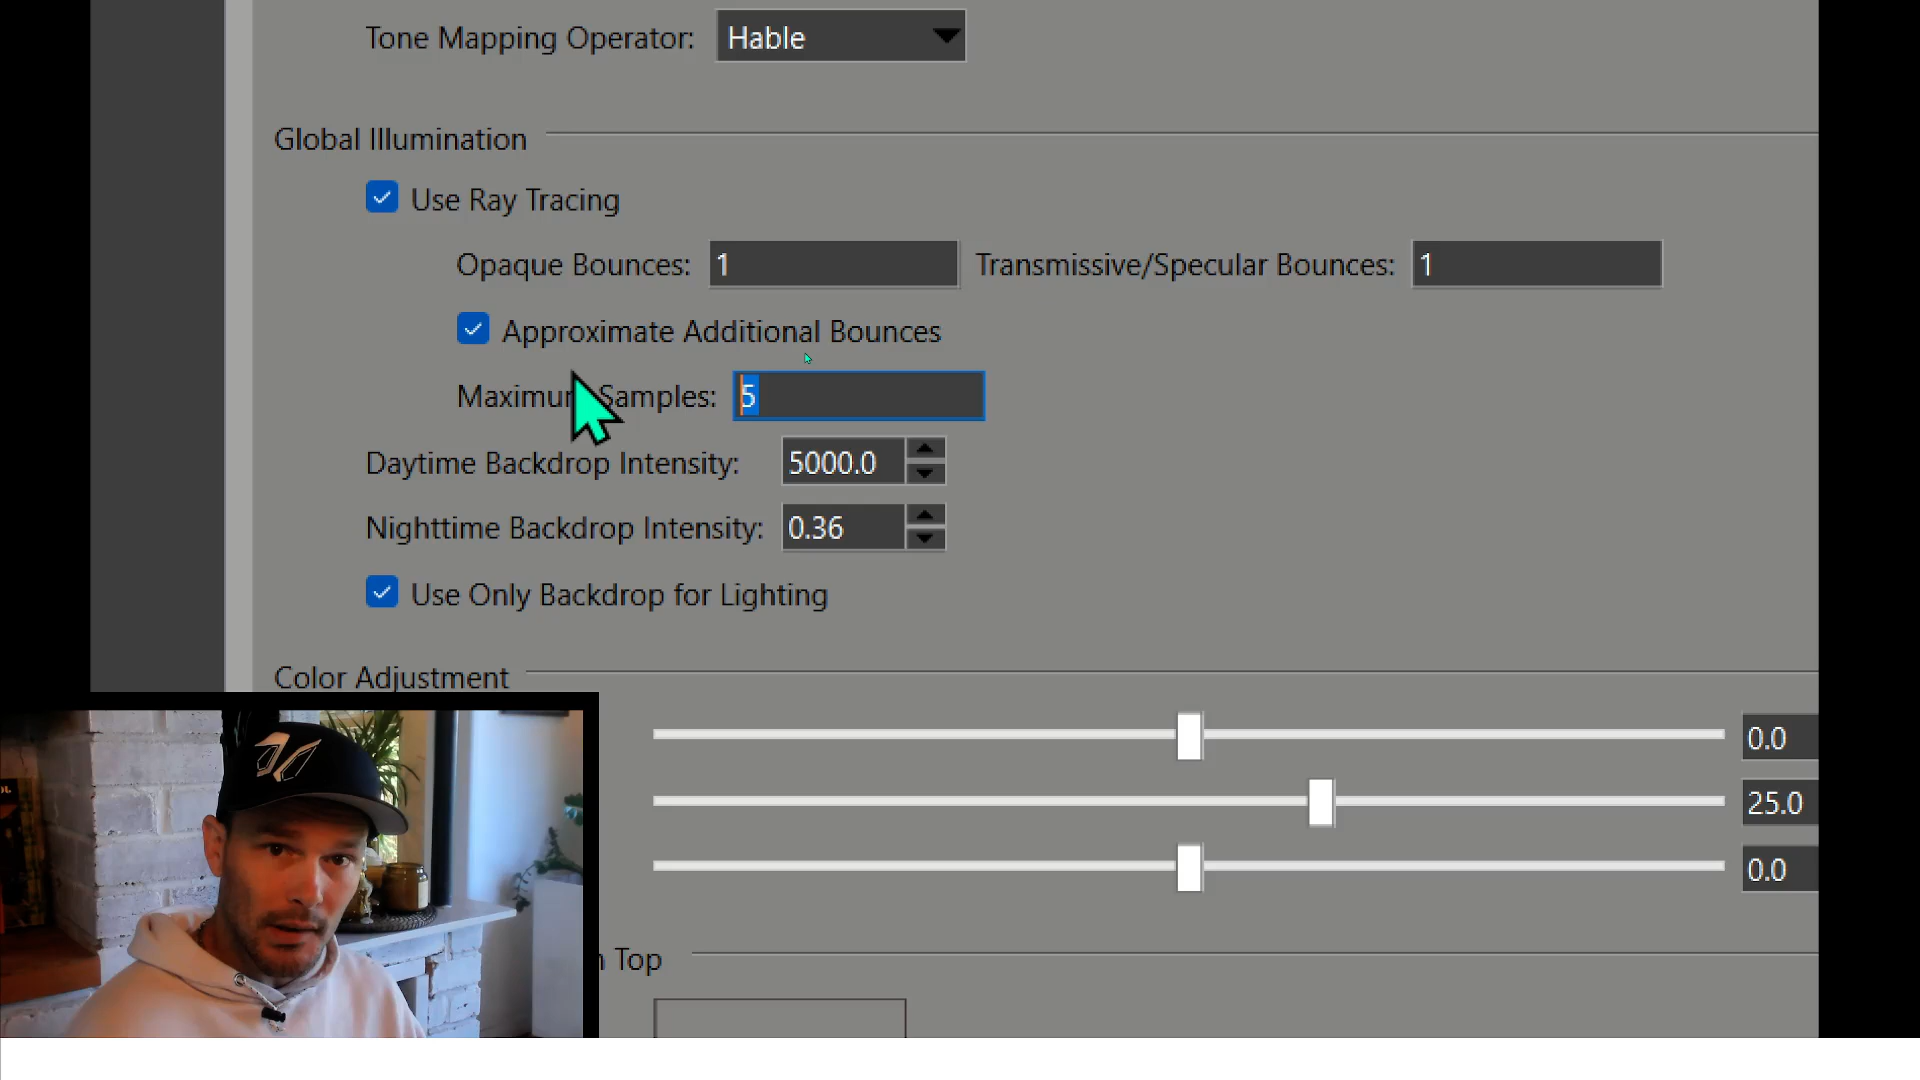 Tone Mapping Operator: Hable
Global Illumination
Use Ray Tracing
Opaque Bounces: 1 Transmissive/Specular Bounces: 1
Approximate Additional Bounces
Maximum Samples: 5
Daytime Backdrop Intensity: 5000.0
Nighttime Backdrop Intensity: 0.36
Use Only Backdrop for Lighting
Color Adjustment
0.0
25.0
0.0
Top